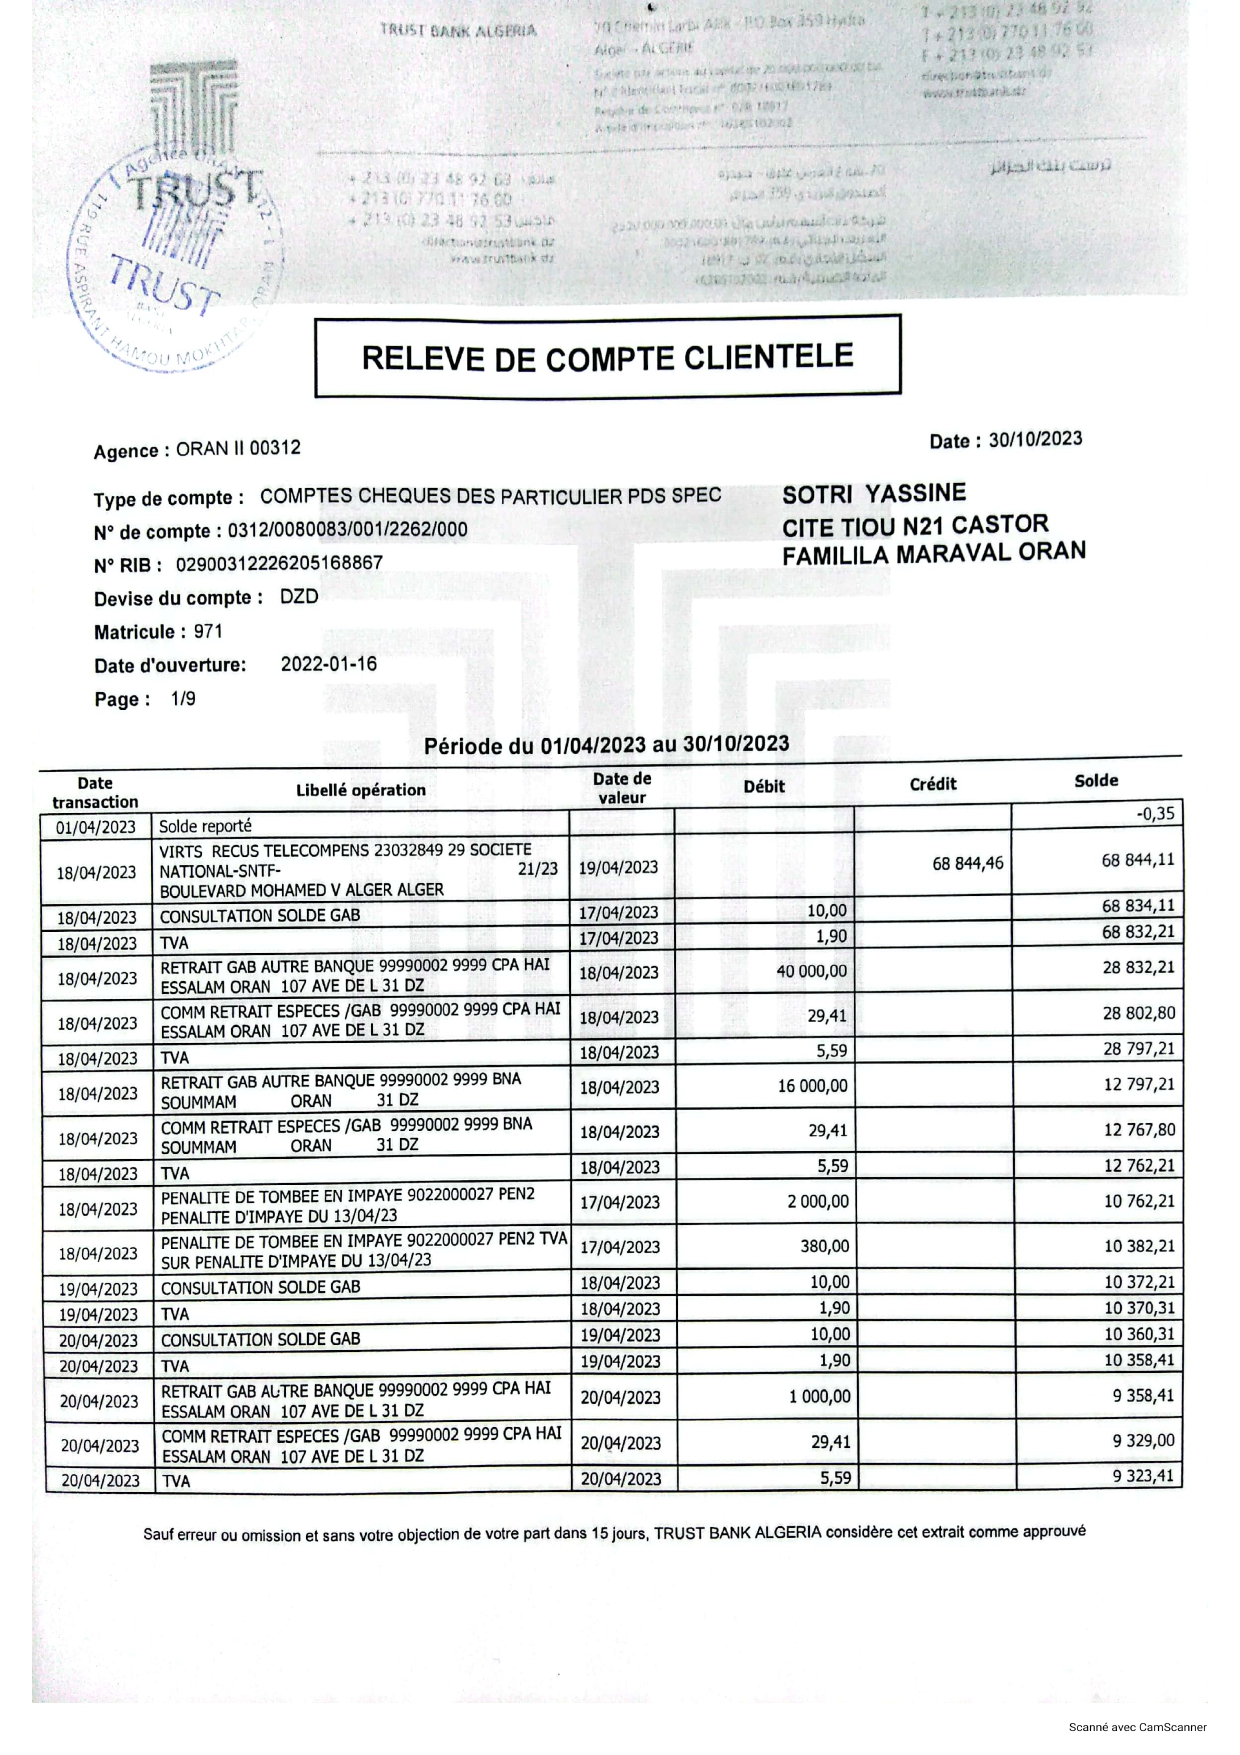 TRUST BANK ALGERIA
Alger - ALGERIE
T + 213 (0) 23 48 92 92
T + 213 (0) 770 11 76 00
F + 213 (0) 23 48 92 53
www.trustbank.dz
ترست بنك الجزائر
+ 213 (0) 23 48 92 63 هاتف
+ 213 (0) 770 11 76 00
+ 213 (0) 23 48 92 53 فاكس
direction@trustbank.dz
www.trustbank.dz
TRUST
TRUST
119 RUE ASPIRANT HAMOU MOKHTAR ORAN
RELEVE DE COMPTE CLIENTELE
Agence : ORAN II 00312
Date : 30/10/2023
Type de compte : COMPTES CHEQUES DES PARTICULIER PDS SPEC
SOTRI YASSINE
N° de compte : 0312/0080083/001/2262/000
CITE TIOU N21 CASTOR
FAMILILA MARAVAL ORAN
N° RIB : 02900312226205168867
Devise du compte : DZD
Matricule : 971
Date d'ouverture: 2022-01-16
Page : 1/9
Période du 01/04/2023 au 30/10/2023
Date transaction Libellé opération Date de valeur Débit Crédit Solde
01/04/2023 Solde reporté -0,35
VIRTS RECUS TELECOMPENS 23032849 29 SOCIETE
18/04/2023 NATIONAL-SNTF- 21/23 19/04/2023 68 844,46 68 844,11
BOULEVARD MOHAMED V ALGER ALGER
18/04/2023 CONSULTATION SOLDE GAB 17/04/2023 10,00 68 834,11
18/04/2023 TVA 17/04/2023 1,90 68 832,21
18/04/2023 RETRAIT GAB AUTRE BANQUE 99990002 9999 CPA HAI 18/04/2023 40 000,00 28 832,21
ESSALAM ORAN 107 AVE DE L 31 DZ
18/04/2023 COMM RETRAIT ESPECES /GAB 99990002 9999 CPA HAI 18/04/2023 29,41 28 802,80
ESSALAM ORAN 107 AVE DE L 31 DZ
18/04/2023 TVA 18/04/2023 5,59 28 797,21
18/04/2023 RETRAIT GAB AUTRE BANQUE 99990002 9999 BNA 18/04/2023 16 000,00 12 797,21
SOUMMAM ORAN 31 DZ
18/04/2023 COMM RETRAIT ESPECES /GAB 99990002 9999 BNA 18/04/2023 29,41 12 767,80
SOUMMAM ORAN 31 DZ
18/04/2023 TVA 18/04/2023 5,59 12 762,21
18/04/2023 PENALITE DE TOMBEE EN IMPAYE 9022000027 PEN2 17/04/2023 2 000,00 10 762,21
PENALITE D'IMPAYE DU 13/04/23
18/04/2023 PENALITE DE TOMBEE EN IMPAYE 9022000027 PEN2 TVA 17/04/2023 380,00 10 382,21
SUR PENALITE D'IMPAYE DU 13/04/23
19/04/2023 CONSULTATION SOLDE GAB 18/04/2023 10,00 10 372,21
19/04/2023 TVA 18/04/2023 1,90 10 370,31
20/04/2023 CONSULTATION SOLDE GAB 19/04/2023 10,00 10 360,31
20/04/2023 TVA 19/04/2023 1,90 10 358,41
20/04/2023 RETRAIT GAB AUTRE BANQUE 99990002 9999 CPA HAI 20/04/2023 1 000,00 9 358,41
ESSALAM ORAN 107 AVE DE L 31 DZ
20/04/2023 COMM RETRAIT ESPECES /GAB 99990002 9999 CPA HAI 20/04/2023 29,41 9 329,00
ESSALAM ORAN 107 AVE DE L 31 DZ
20/04/2023 TVA 20/04/2023 5,59 9 323,41
Sauf erreur ou omission et sans votre objection de votre part dans 15 jours, TRUST BANK ALGERIA considère cet extrait comme approuvé
Scanné avec CamScanner